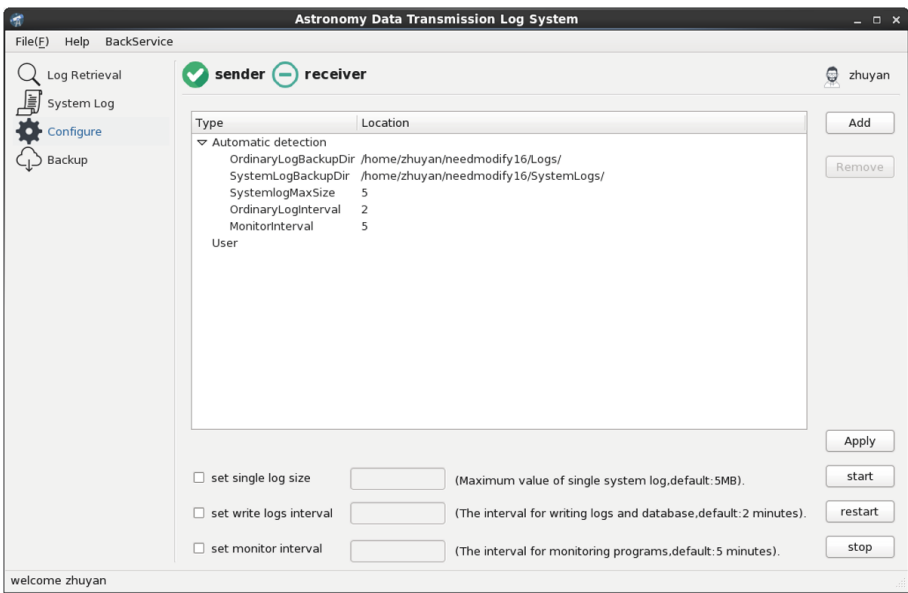 Astronomy Data Transmission Log System
File(F) Help BackService
Log Retrieval
System Log
Configure
Backup
sender receiver
zhuyan
Type Location
Automatic detection
OrdinaryLogBackupDir /home/zhuyan/needmodify16/Logs/
SystemLogBackupDir /home/zhuyan/needmodify16/SystemLogs/
SystemlogMaxSize 5
OrdinaryLogInterval 2
MonitorInterval 5
User
Add
Remove
Apply
set single log size (Maximum value of single system log,default:5MB). start
set write logs interval (The interval for writing logs and database,default:2 minutes). restart
set monitor interval (The interval for monitoring programs,default:5 minutes). stop
welcome zhuyan